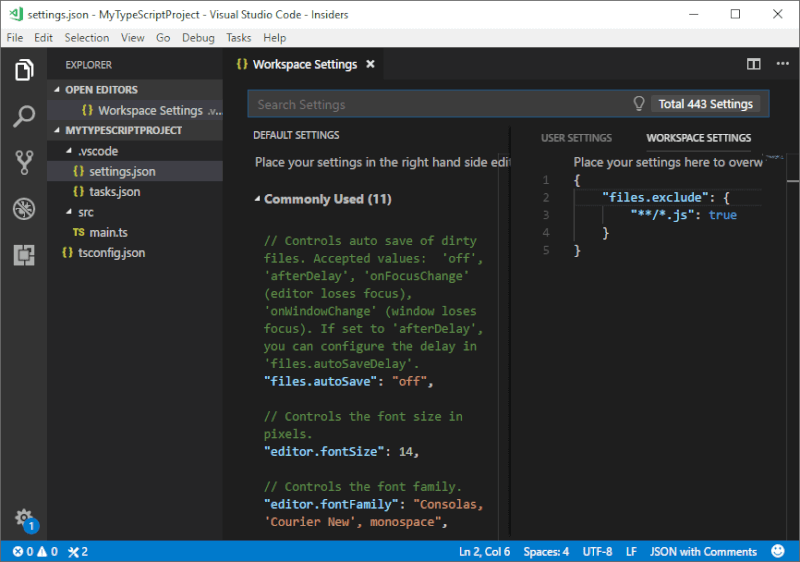 settings.json - MyTypeScriptProject - Visual Studio Code - Insiders
File Edit Selection View Go Debug Tasks Help
EXPLORER
OPEN EDITORS
{} Workspace Settings .v...
MYTYPESCRIPTPROJECT
.vscode
{} settings.json
{} tasks.json
src
TS main.ts
{} tsconfig.json
1
{} Workspace Settings
Search Settings
Total 443 Settings
DEFAULT SETTINGS
Place your settings in the right hand side edit
Commonly Used (11)
// Controls auto save of dirty
files. Accepted values:  'off',
'afterDelay', 'onFocusChange'
(editor loses focus),
'onWindowChange' (window loses
focus). If set to 'afterDelay',
you can configure the delay in
'files.autoSaveDelay'.
"files.autoSave": "off",
// Controls the font size in
pixels.
"editor.fontSize": 14,
// Controls the font family.
"editor.fontFamily": "Consolas,
'Courier New', monospace",
USER SETTINGS WORKSPACE SETTINGS
Place your settings here to overw
1 {
2 "files.exclude": {
3 "**/*.js": true
4 }
5 }
0 0 2
Ln 2, Col 6 Spaces: 4 UTF-8 LF JSON with Comments